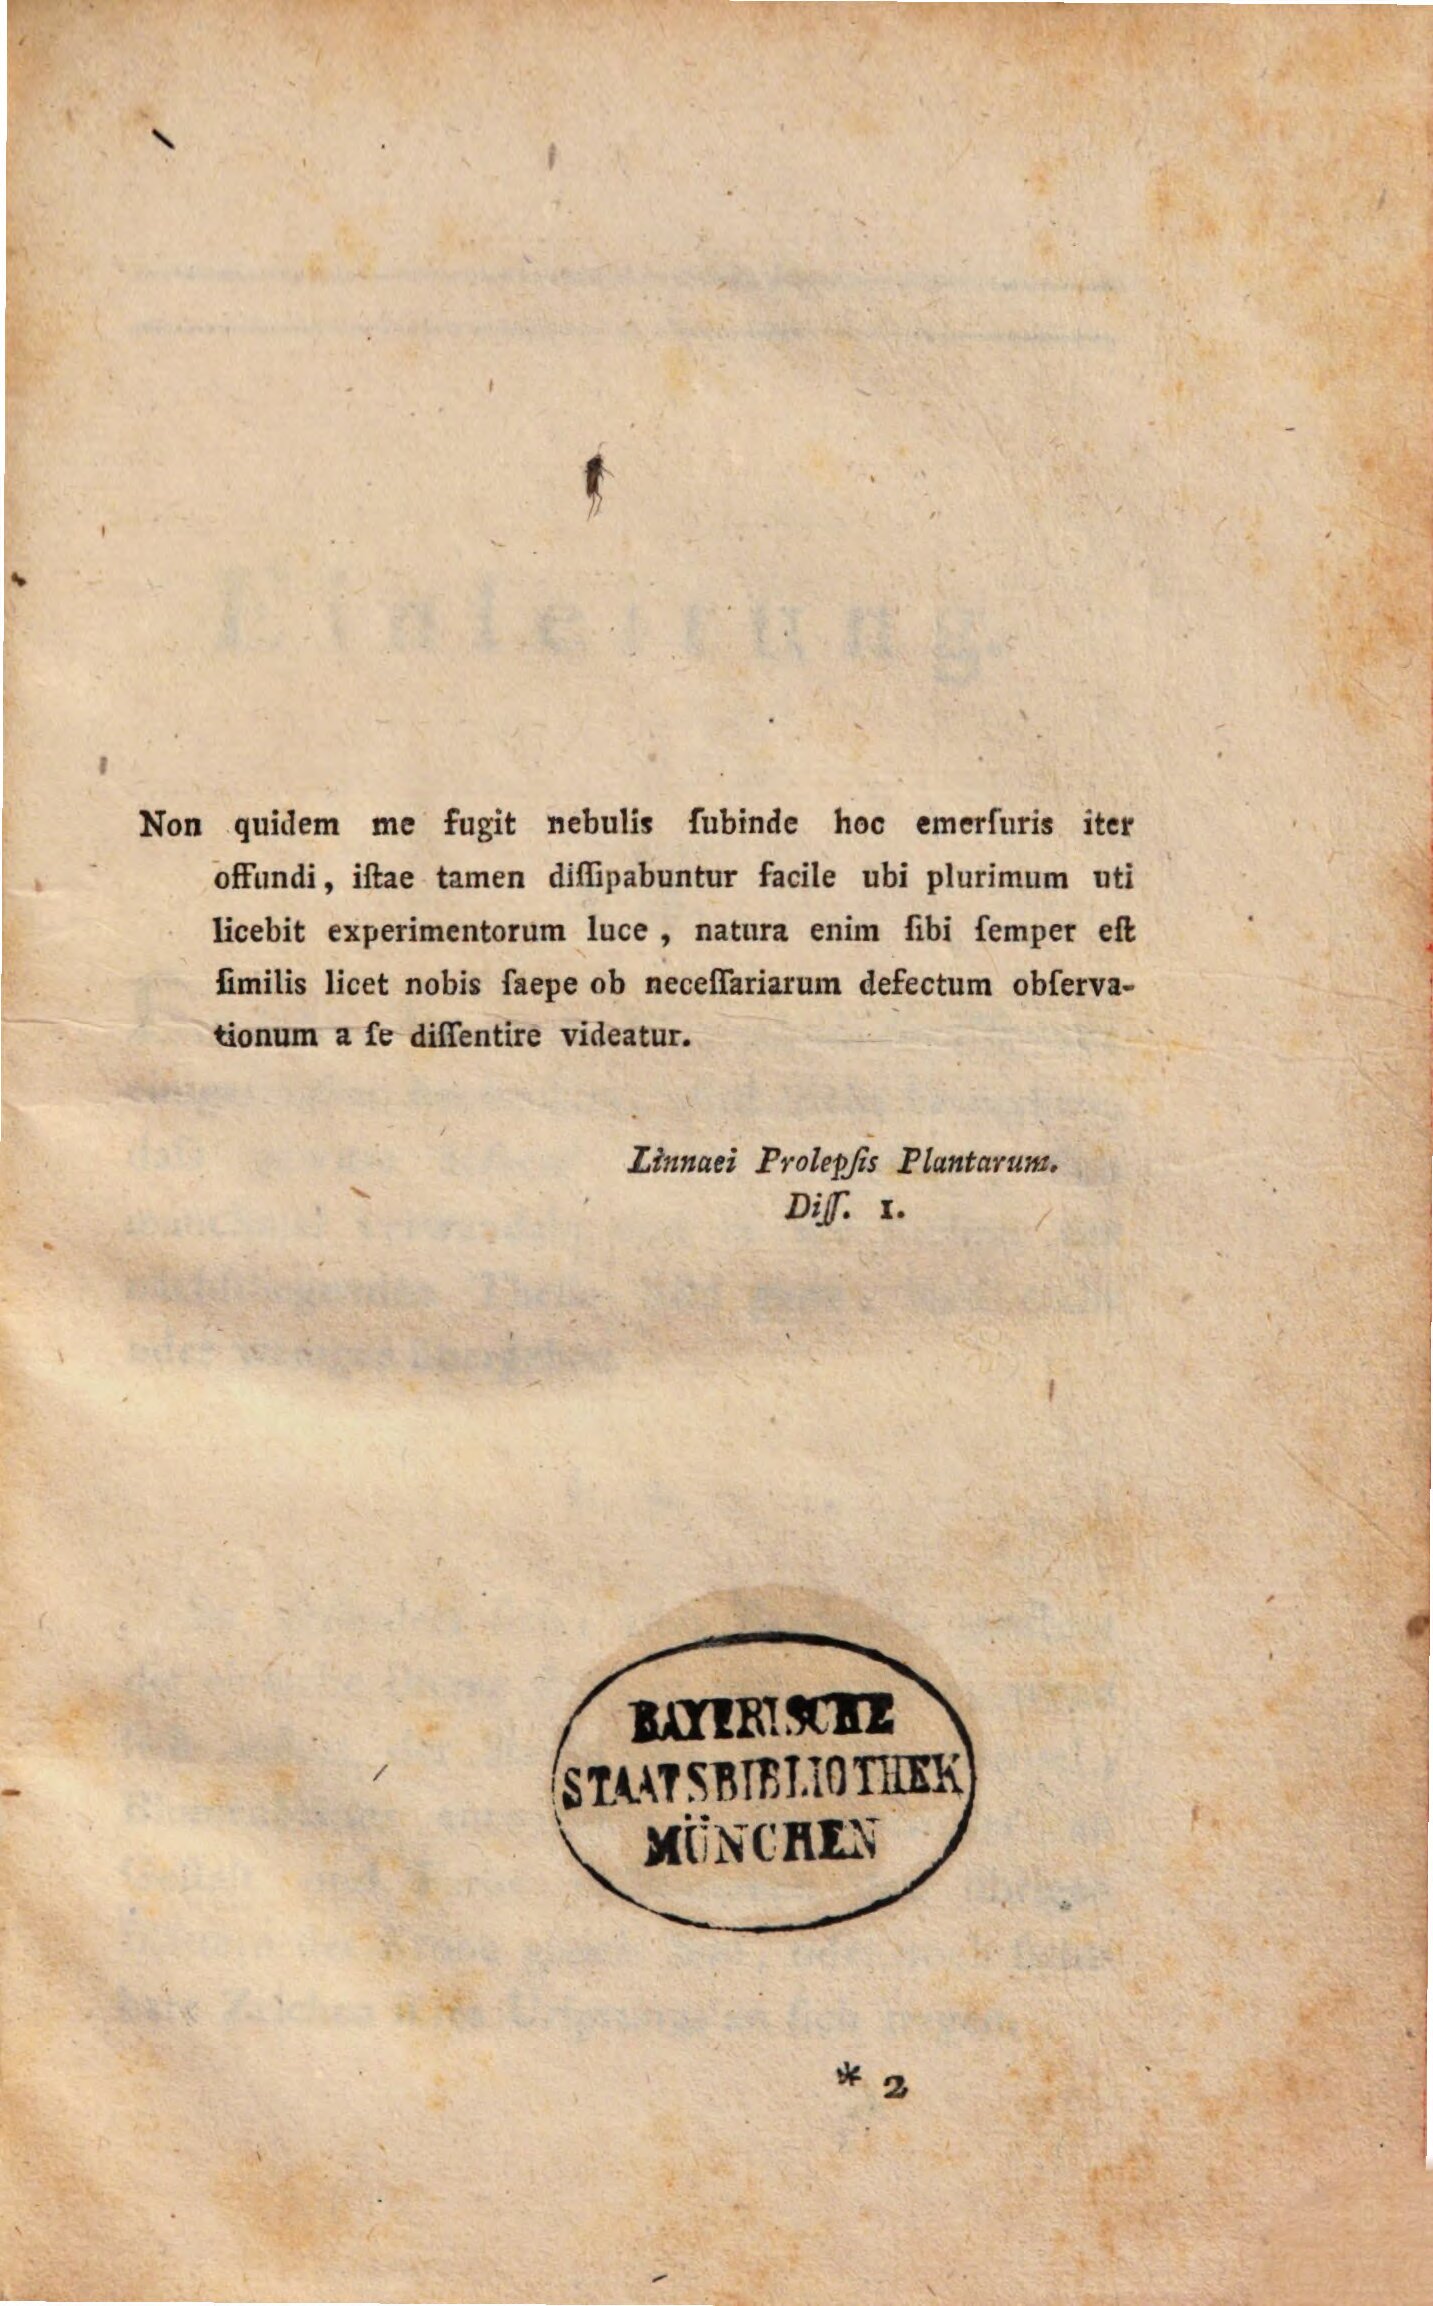 Non quidem me fugit nebulis ſubinde hoc emerſuris iter
offundi, iſtae tamen diſſipabuntur facile ubi plurimum uti
licebit experimentorum luce, natura enim ſibi ſemper eſt
ſimilis licet nobis ſaepe ob neceſſariarum defectum obſerva-
tionum a ſe diſſentire videatur.
Linnaei Prolepſis Plantarum.
Diſſ. 1.
BAYERISCHE
STAATSBIBLIOTHEK
MÜNCHEN
* 2